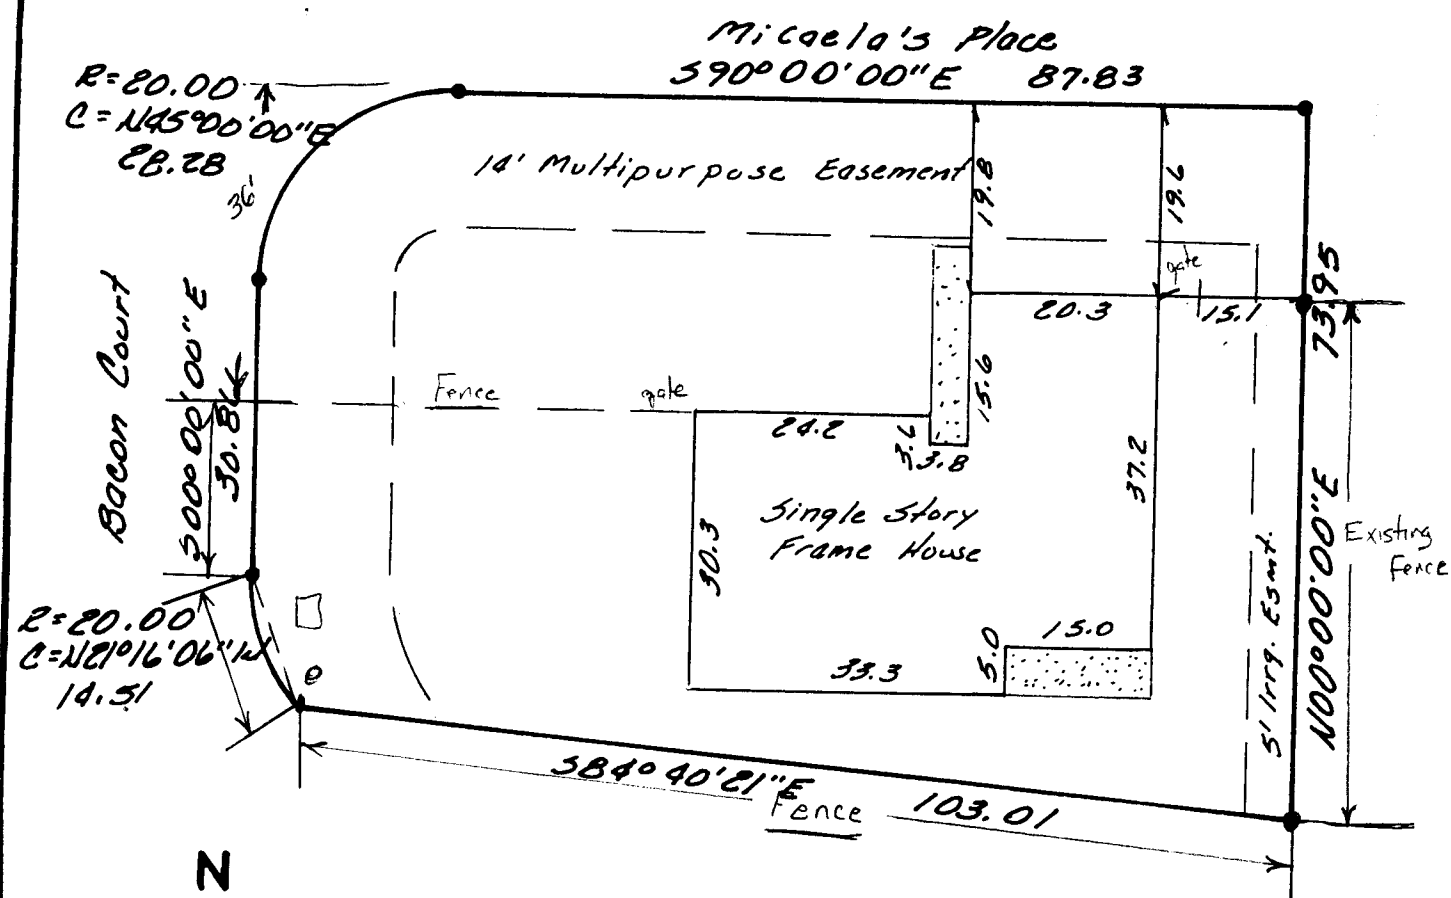 Micaela's Place
S90°00'00"E 87.83
R=20.00
C=N45°00'00"E
28.28
36'
14' Multipurpose Easement
19.8
19.6
gate
20.3
15.1
73.95
Bacon Court
S00°00'00"E
30.86
Fence
gate
24.2
15.6
3.6
3.8
37.2
Single Story
Frame House
30.3
N00°00'00"E
Existing
Fence
5' Irrg. Esmt.
R=20.00
C=N21°16'06"W
14.51
e
33.3
5.0
15.0
S84°40'21"E
Fence
103.01
N